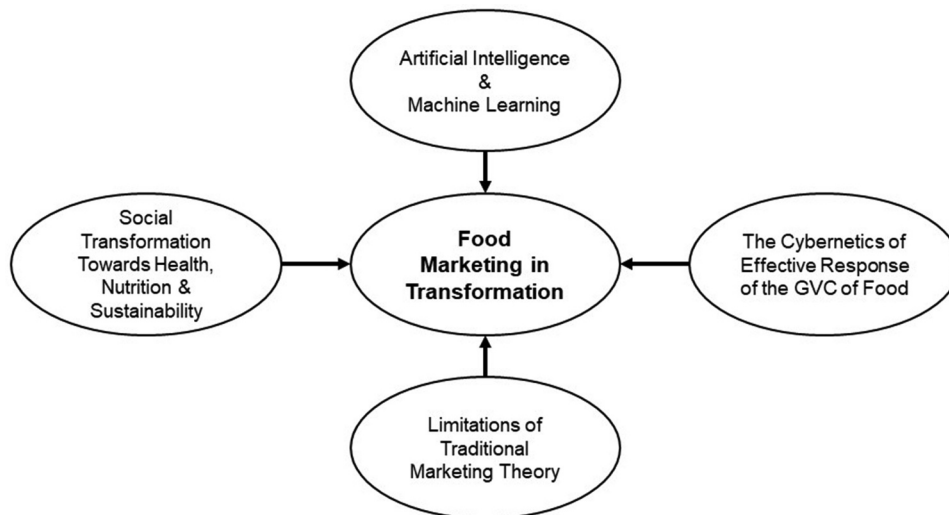 Artificial Intelligence
&
Machine Learning
Social
Transformation
Towards Health,
Nutrition &
Sustainability
Food
Marketing in
Transformation
The Cybernetics of
Effective Response
of the GVC of Food
Limitations of
Traditional
Marketing Theory